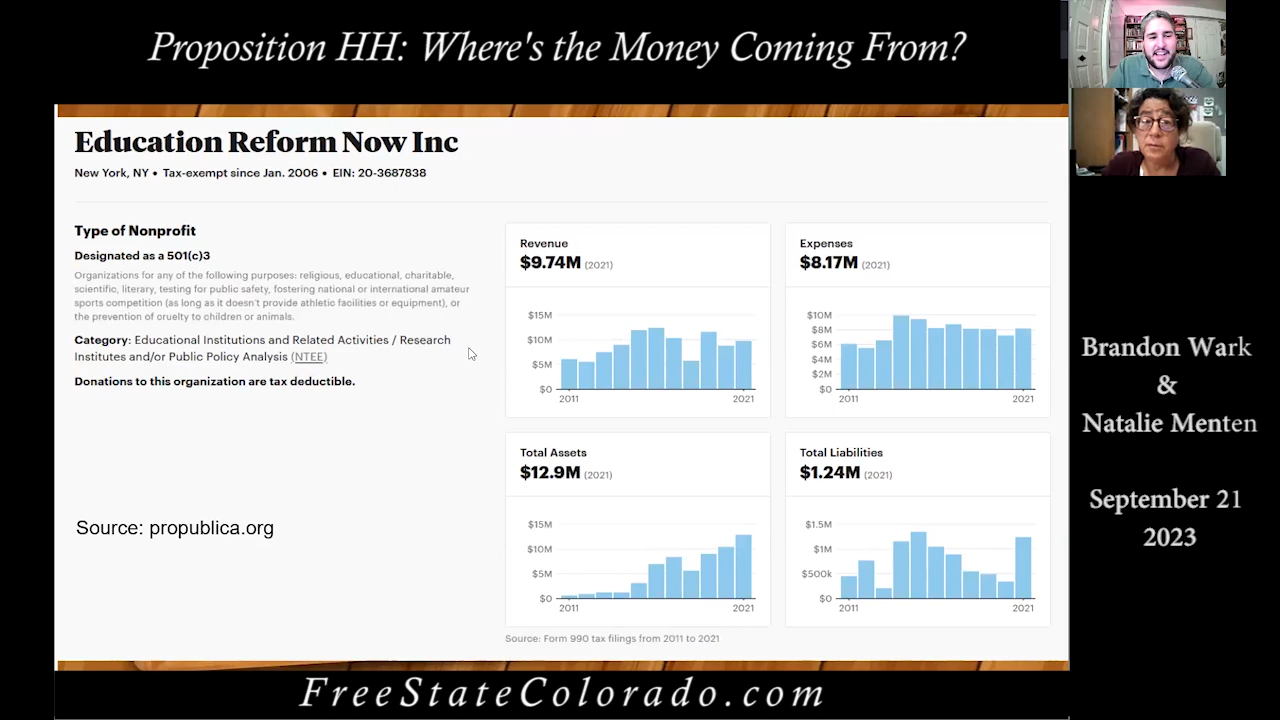 Proposition HH: Where's the Money Coming From?
Education Reform Now Inc
New York, NY • Tax-exempt since Jan. 2006 • EIN: 20-3687838
Type of Nonprofit
Designated as a 501(c)3
Organizations for any of the following purposes: religious, educational, charitable,
scientific, literary, testing for public safety, fostering national or international amateur
sports competition (as long as it doesn't provide athletic facilities or equipment), or
the prevention of cruelty to children or animals.
Category: Educational Institutions and Related Activities / Research
Institutes and/or Public Policy Analysis (NTEE)
Donations to this organization are tax deductible.
Source: propublica.org
Revenue
$9.74M (2021)
$15M
$10M
$5M
$0
2011 2021
Expenses
$8.17M (2021)
$10M
$8M
$6M
$4M
$2M
$0
2011 2021
Total Assets
$12.9M (2021)
$15M
$10M
$5M
$0
2011 2021
Total Liabilities
$1.24M (2021)
$1.5M
$1M
$500k
$0
2011 2021
Source: Form 990 tax filings from 2011 to 2021
Brandon Wark
&
Natalie Menten
September 21
2023
FreeStateColorado.com